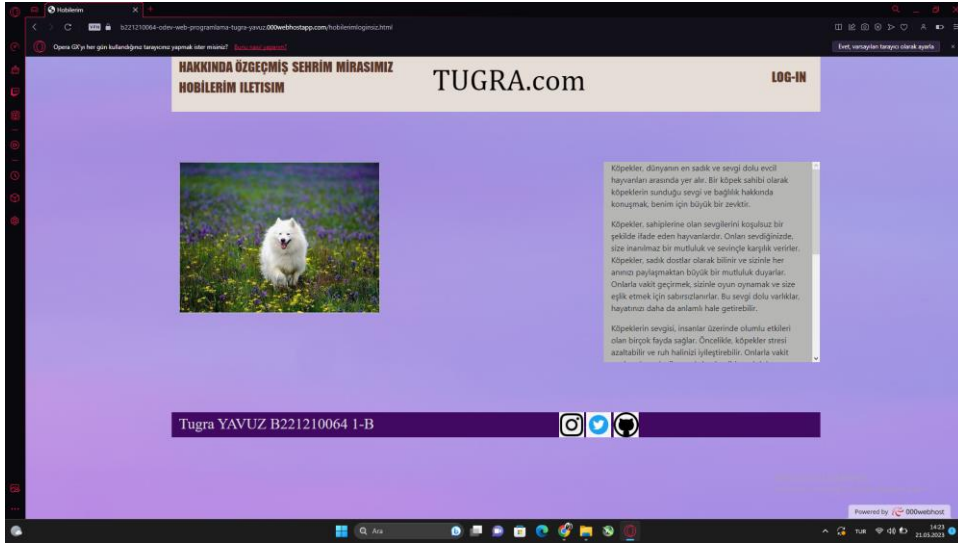 Hobilerim
b221210064-odev-web-programlama-tugra-yavuz.000webhostapp.com/hobilerimloginsiz.html
Opera GX'yi her gün kullandığınız tarayıcınız yapmak ister misiniz? Bunu nasıl yaparım?
Evet, varsayılan tarayıcı olarak ayarla
HAKKINDA ÖZGEÇMİŞ SEHRİM MİRASIMIZ
HOBİLERİM ILETISIM
TUGRA.com
LOG-IN
Köpekler, dünyanın en sadık ve sevgi dolu evcil
hayvanları arasında yer alır. Bir köpek sahibi olarak
köpeklerin sunduğu sevgi ve bağlılık hakkında
konuşmak, benim için büyük bir zevktir.
Köpekler, sahiplerine olan sevgilerini koşulsuz bir
şekilde ifade eden hayvanlardır. Onları sevdiğinizde,
size inanılmaz bir mutluluk ve sevinçle karşılık verirler.
Köpekler, sadık dostlar olarak bilinir ve sizinle her
anınızı paylaşmaktan büyük bir mutluluk duyarlar.
Onlarla vakit geçirmek, sizinle oyun oynamak ve size
eşlik etmek için sabırsızlanırlar. Bu sevgi dolu varlıklar,
hayatınızı daha da anlamlı hale getirebilir.
Köpeklerin sevgisi, insanlar üzerinde olumlu etkileri
olan birçok fayda sağlar. Öncelikle, köpekler stresi
azaltabilir ve ruh halinizi iyileştirebilir. Onlarla vakit
Tugra YAVUZ B221210064 1-B
Powered by 000webhost
Ara
TUR
14:23
21.03.2023